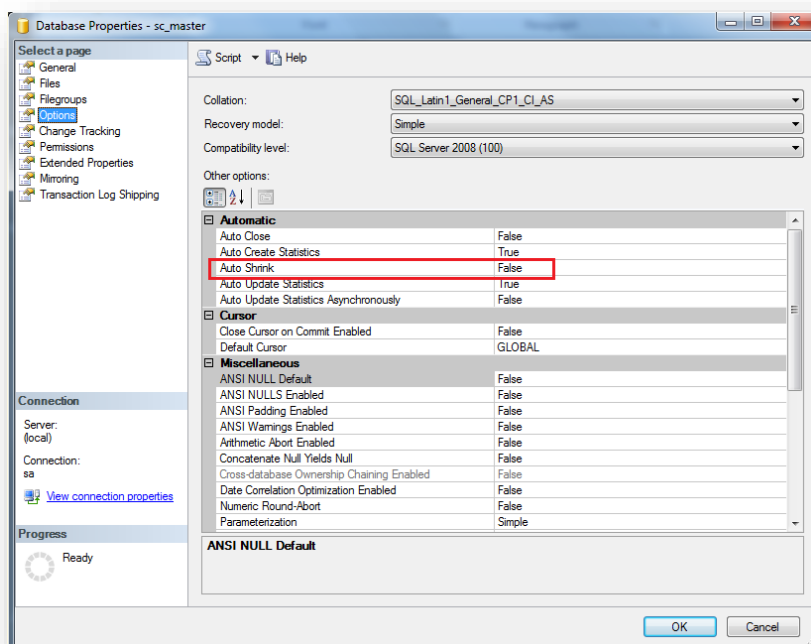 Database Properties - sc_master
Select a page
General
Files
Filegroups
Options
Change Tracking
Permissions
Extended Properties
Mirroring
Transaction Log Shipping
Script Help
Collation: SQL_Latin1_General_CP1_CI_AS
Recovery model: Simple
Compatibility level: SQL Server 2008 (100)
Other options:
Automatic
Auto Close False
Auto Create Statistics True
Auto Shrink False
Auto Update Statistics True
Auto Update Statistics Asynchronously False
Cursor
Close Cursor on Commit Enabled False
Default Cursor GLOBAL
Miscellaneous
ANSI NULL Default False
ANSI NULLS Enabled False
ANSI Padding Enabled False
ANSI Warnings Enabled False
Arithmetic Abort Enabled False
Concatenate Null Yields Null False
Cross-database Ownership Chaining Enabled False
Date Correlation Optimization Enabled False
Numeric Round-Abort False
Parameterization Simple
ANSI NULL Default
Connection
Server:
(local)
Connection:
sa
View connection properties
Progress
Ready
OK Cancel